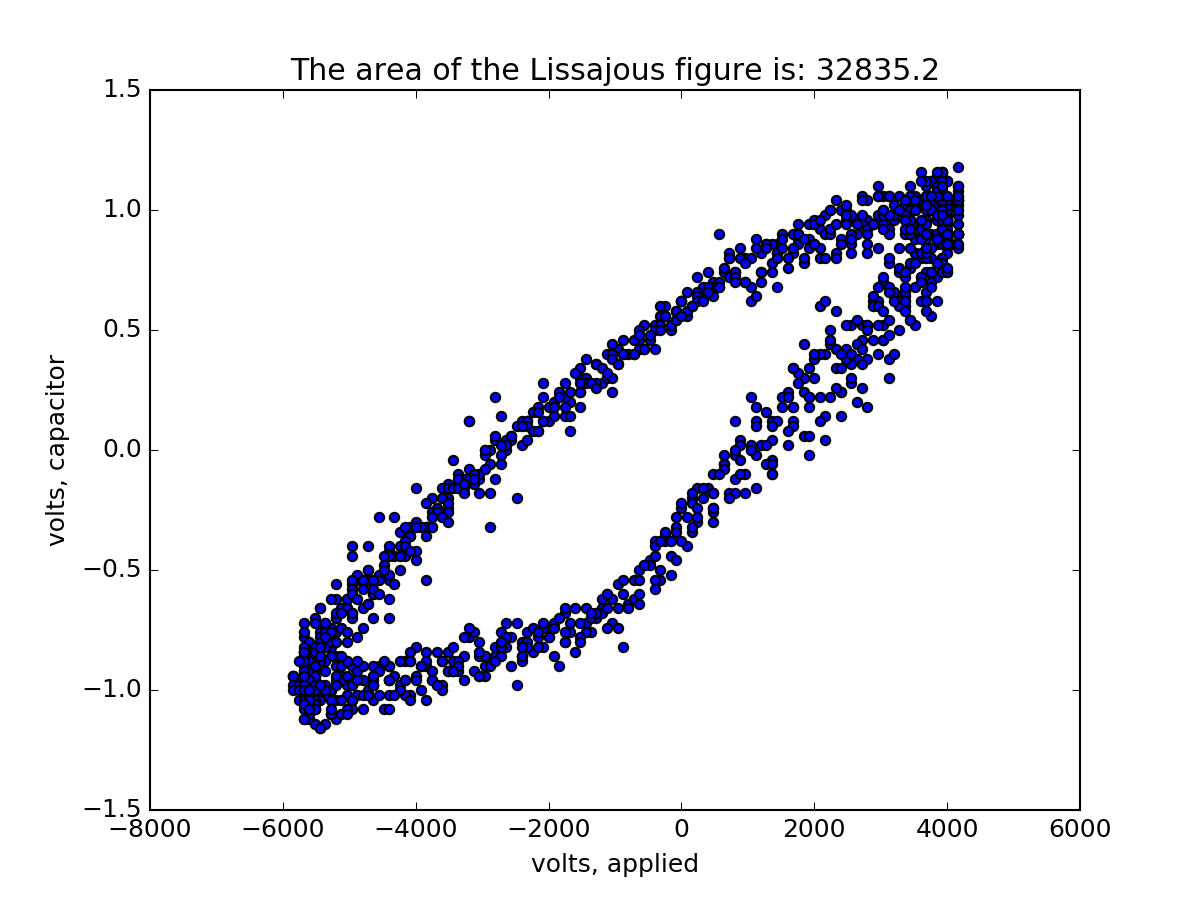 The area of the Lissajous figure is: 32835.2
1.5
1.0
0.5
0.0
−0.5
−1.0
−1.5
volts, capacitor
−8000 −6000 −4000 −2000 0 2000 4000 6000
volts, applied